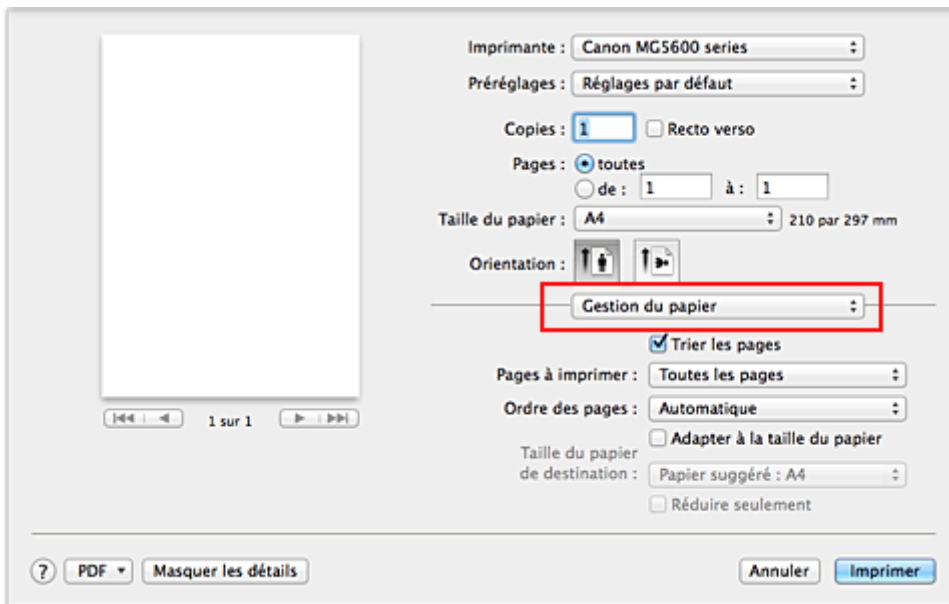 Imprimante : Canon MG5600 series
Préréglages : Réglages par défaut
Copies : 1 Recto verso
Pages : toutes
de : 1 à : 1
Taille du papier : A4 210 par 297 mm
Orientation :
Gestion du papier
Trier les pages
Pages à imprimer : Toutes les pages
Ordre des pages : Automatique
Adapter à la taille du papier
Taille du papier
de destination : Papier suggéré : A4
Réduire seulement
1 sur 1
? PDF Masquer les détails Annuler Imprimer